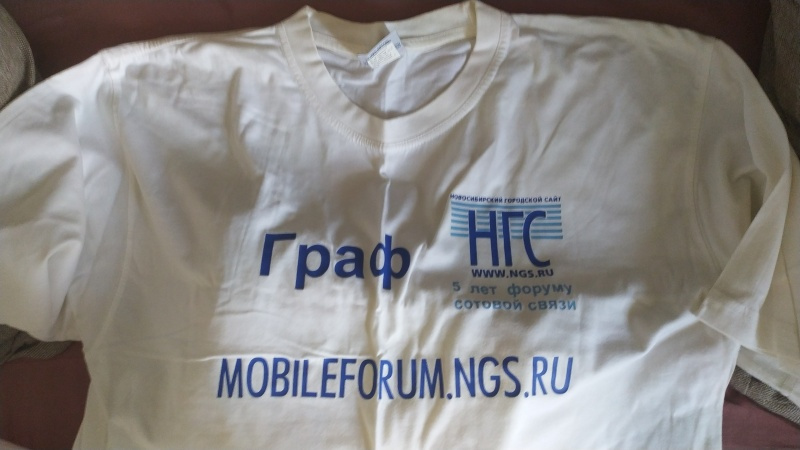 НОВОСИБИРСКИЙ ГОРОДСКОЙ САЙТ
НГС
WWW.NGS.RU
5 лет форуму
сотовой связи
Граф
MOBILEFORUM.NGS.RU